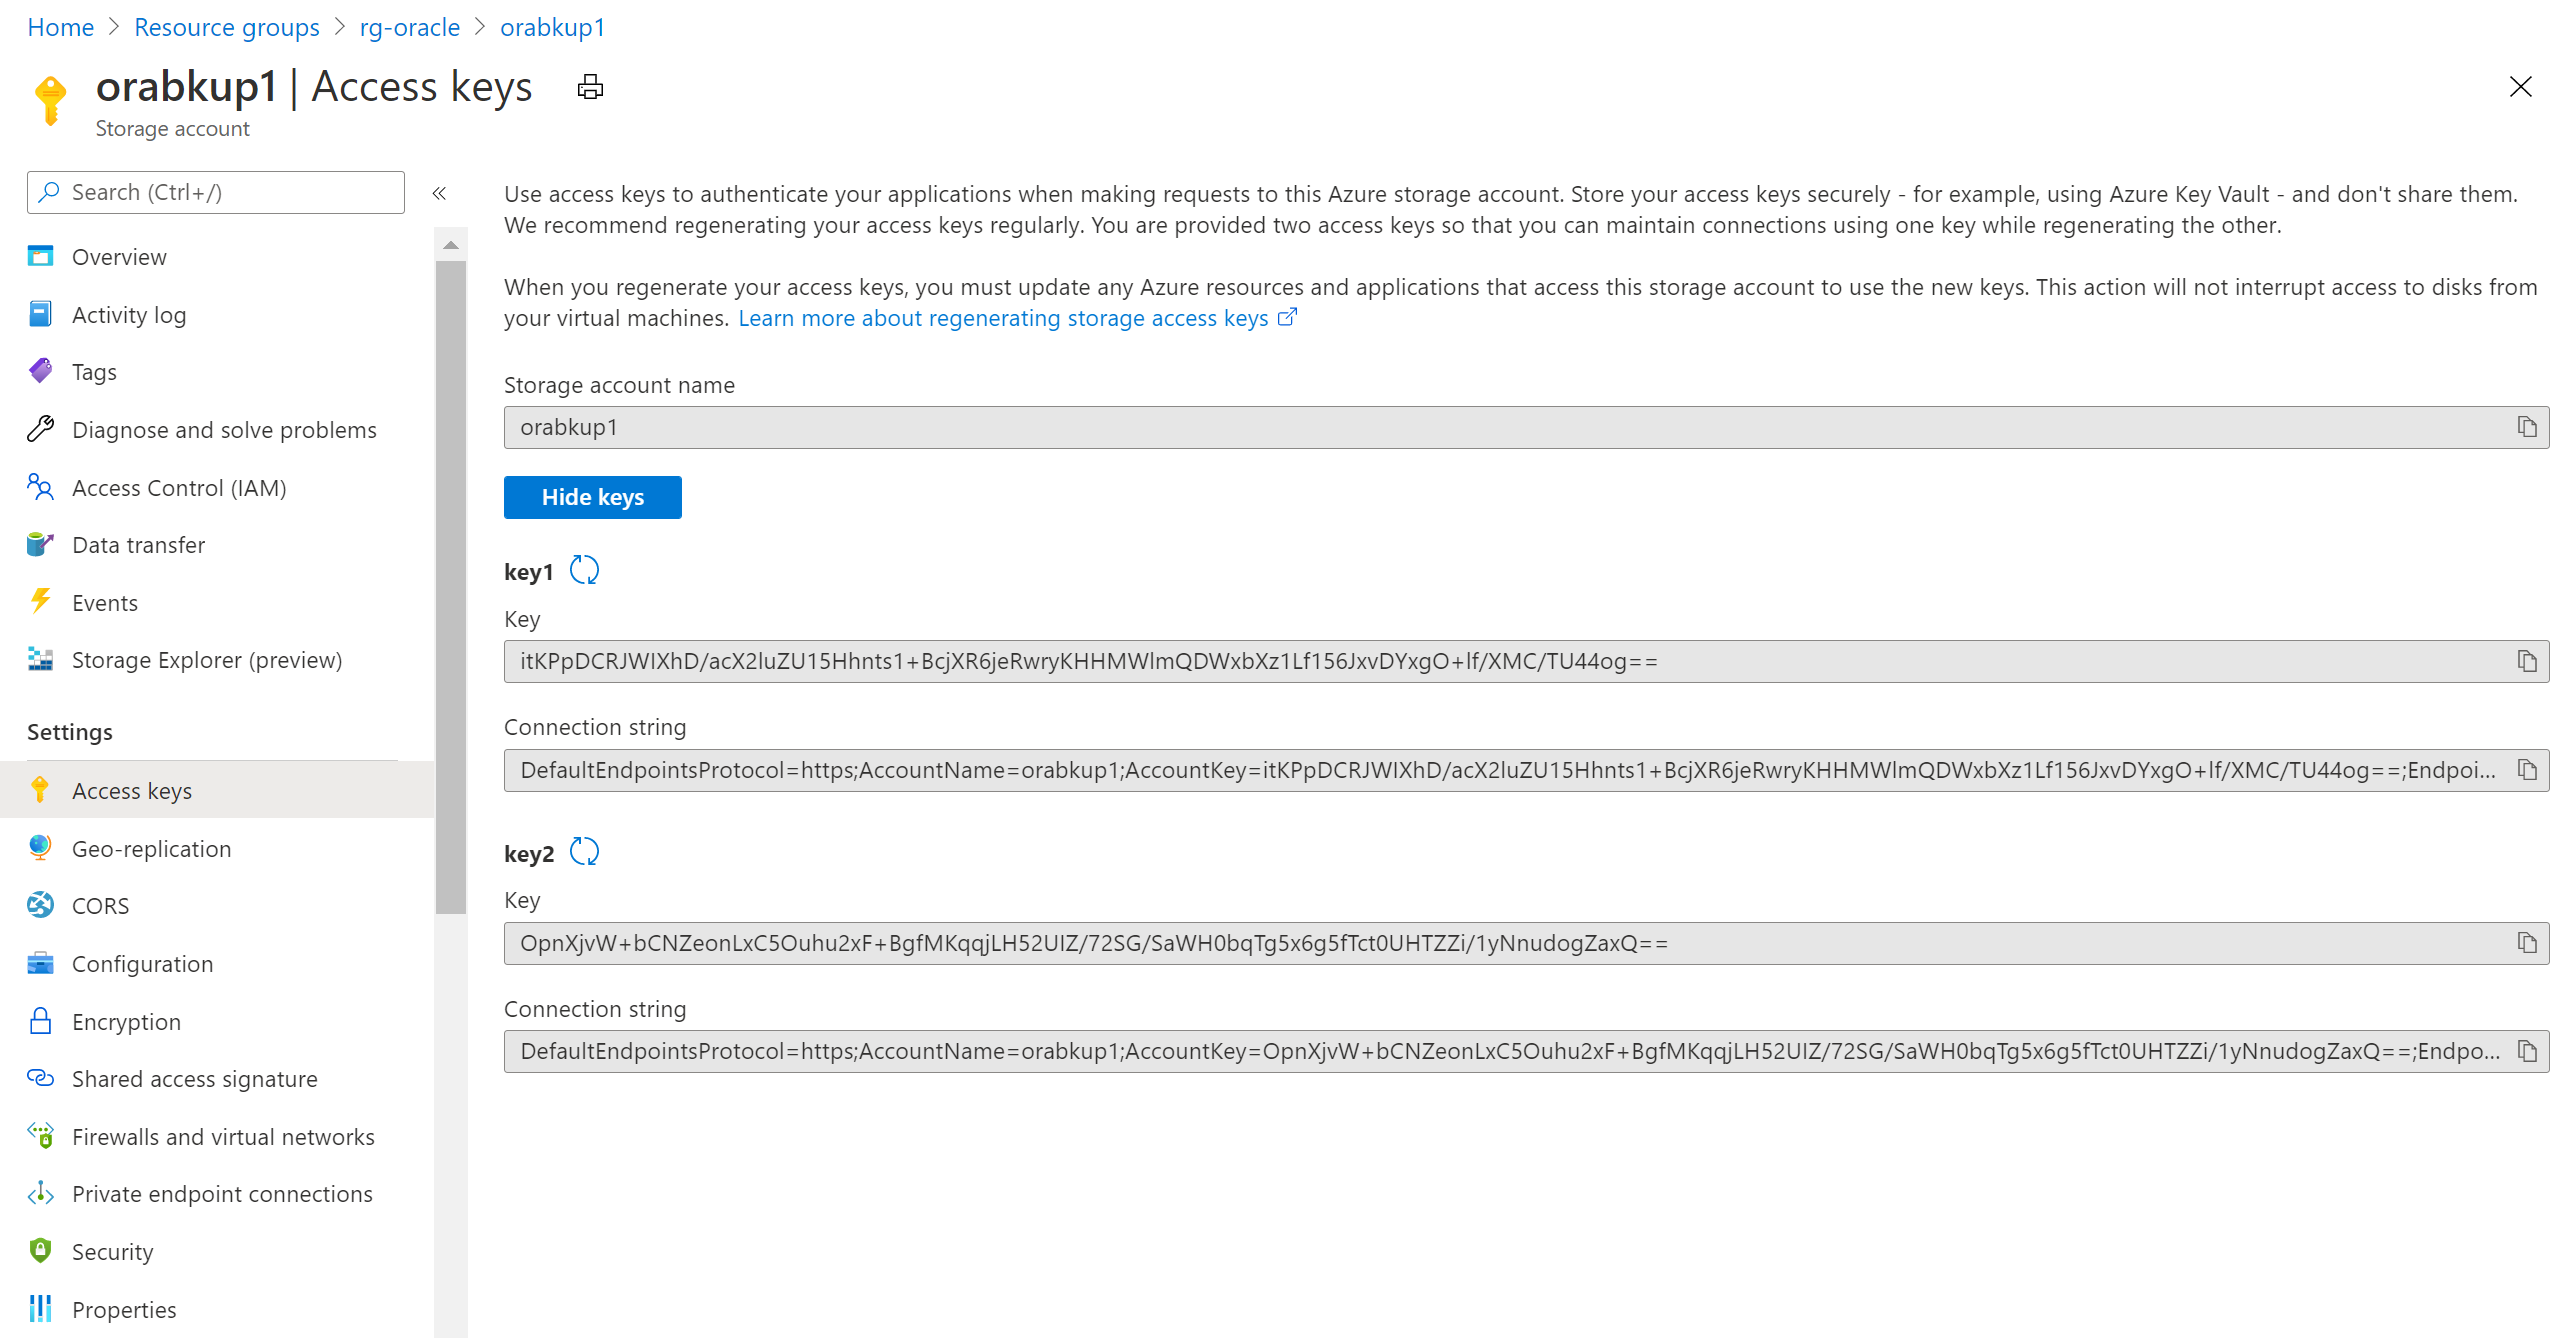 Home > Resource groups > rg-oracle > orabkup1
orabkup1 | Access keys
Storage account
Search (Ctrl+/)
«
Overview
Activity log
Tags
Diagnose and solve problems
Access Control (IAM)
Data transfer
Events
Storage Explorer (preview)
Settings
Access keys
Geo-replication
CORS
Configuration
Encryption
Shared access signature
Firewalls and virtual networks
Private endpoint connections
Security
Properties
Use access keys to authenticate your applications when making requests to this Azure storage account. Store your access keys securely - for example, using Azure Key Vault - and don't share them.
We recommend regenerating your access keys regularly. You are provided two access keys so that you can maintain connections using one key while regenerating the other.
When you regenerate your access keys, you must update any Azure resources and applications that access this storage account to use the new keys. This action will not interrupt access to disks from
your virtual machines. Learn more about regenerating storage access keys
Storage account name
orabkup1
Hide keys
key1
Key
itKPpDCRJWIXhD/acX2luZU15Hhnts1+BcjXR6jeRwryKHHMWlmQDWxbXz1Lf156JxvDYxgO+lf/XMC/TU44og==
Connection string
DefaultEndpointsProtocol=https;AccountName=orabkup1;AccountKey=itKPpDCRJWIXhD/acX2luZU15Hhnts1+BcjXR6jeRwryKHHMWlmQDWxbXz1Lf156JxvDYxgO+lf/XMC/TU44og==;Endpoi...
key2
Key
OpnXjvW+bCNZeonLxC5Ouhu2xF+BgfMKqqjLH52UIZ/72SG/SaWH0bqTg5x6g5fTct0UHTZZi/1yNnudogZaxQ==
Connection string
DefaultEndpointsProtocol=https;AccountName=orabkup1;AccountKey=OpnXjvW+bCNZeonLxC5Ouhu2xF+BgfMKqqjLH52UIZ/72SG/SaWH0bqTg5x6g5fTct0UHTZZi/1yNnudogZaxQ==;Endpo...